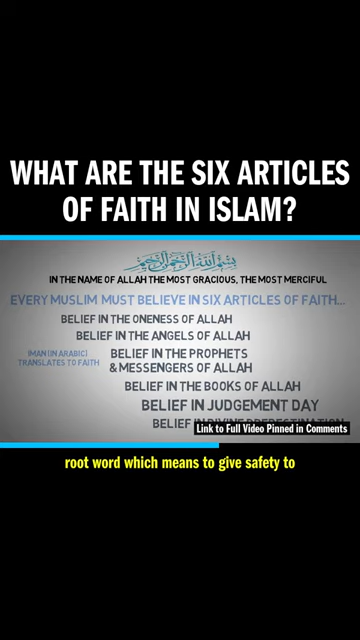 WHAT ARE THE SIX ARTICLES
OF FAITH IN ISLAM?
بسم الله الرحمن الرحيم
IN THE NAME OF ALLAH THE MOST GRACIOUS, THE MOST MERCIFUL
EVERY MUSLIM MUST BELIEVE IN SIX ARTICLES OF FAITH...
BELIEF IN THE ONENESS OF ALLAH
BELIEF IN THE ANGELS OF ALLAH
(MAN IN ARABIC)
TRANSLATES TO FAITH
BELIEF IN THE PROPHETS
& MESSENGERS OF ALLAH
BELIEF IN THE BOOKS OF ALLAH
BELIEF IN JUDGEMENT DAY
BELIEF IN
Link to Full Video Pinned in Comments
root word which means to give safety to